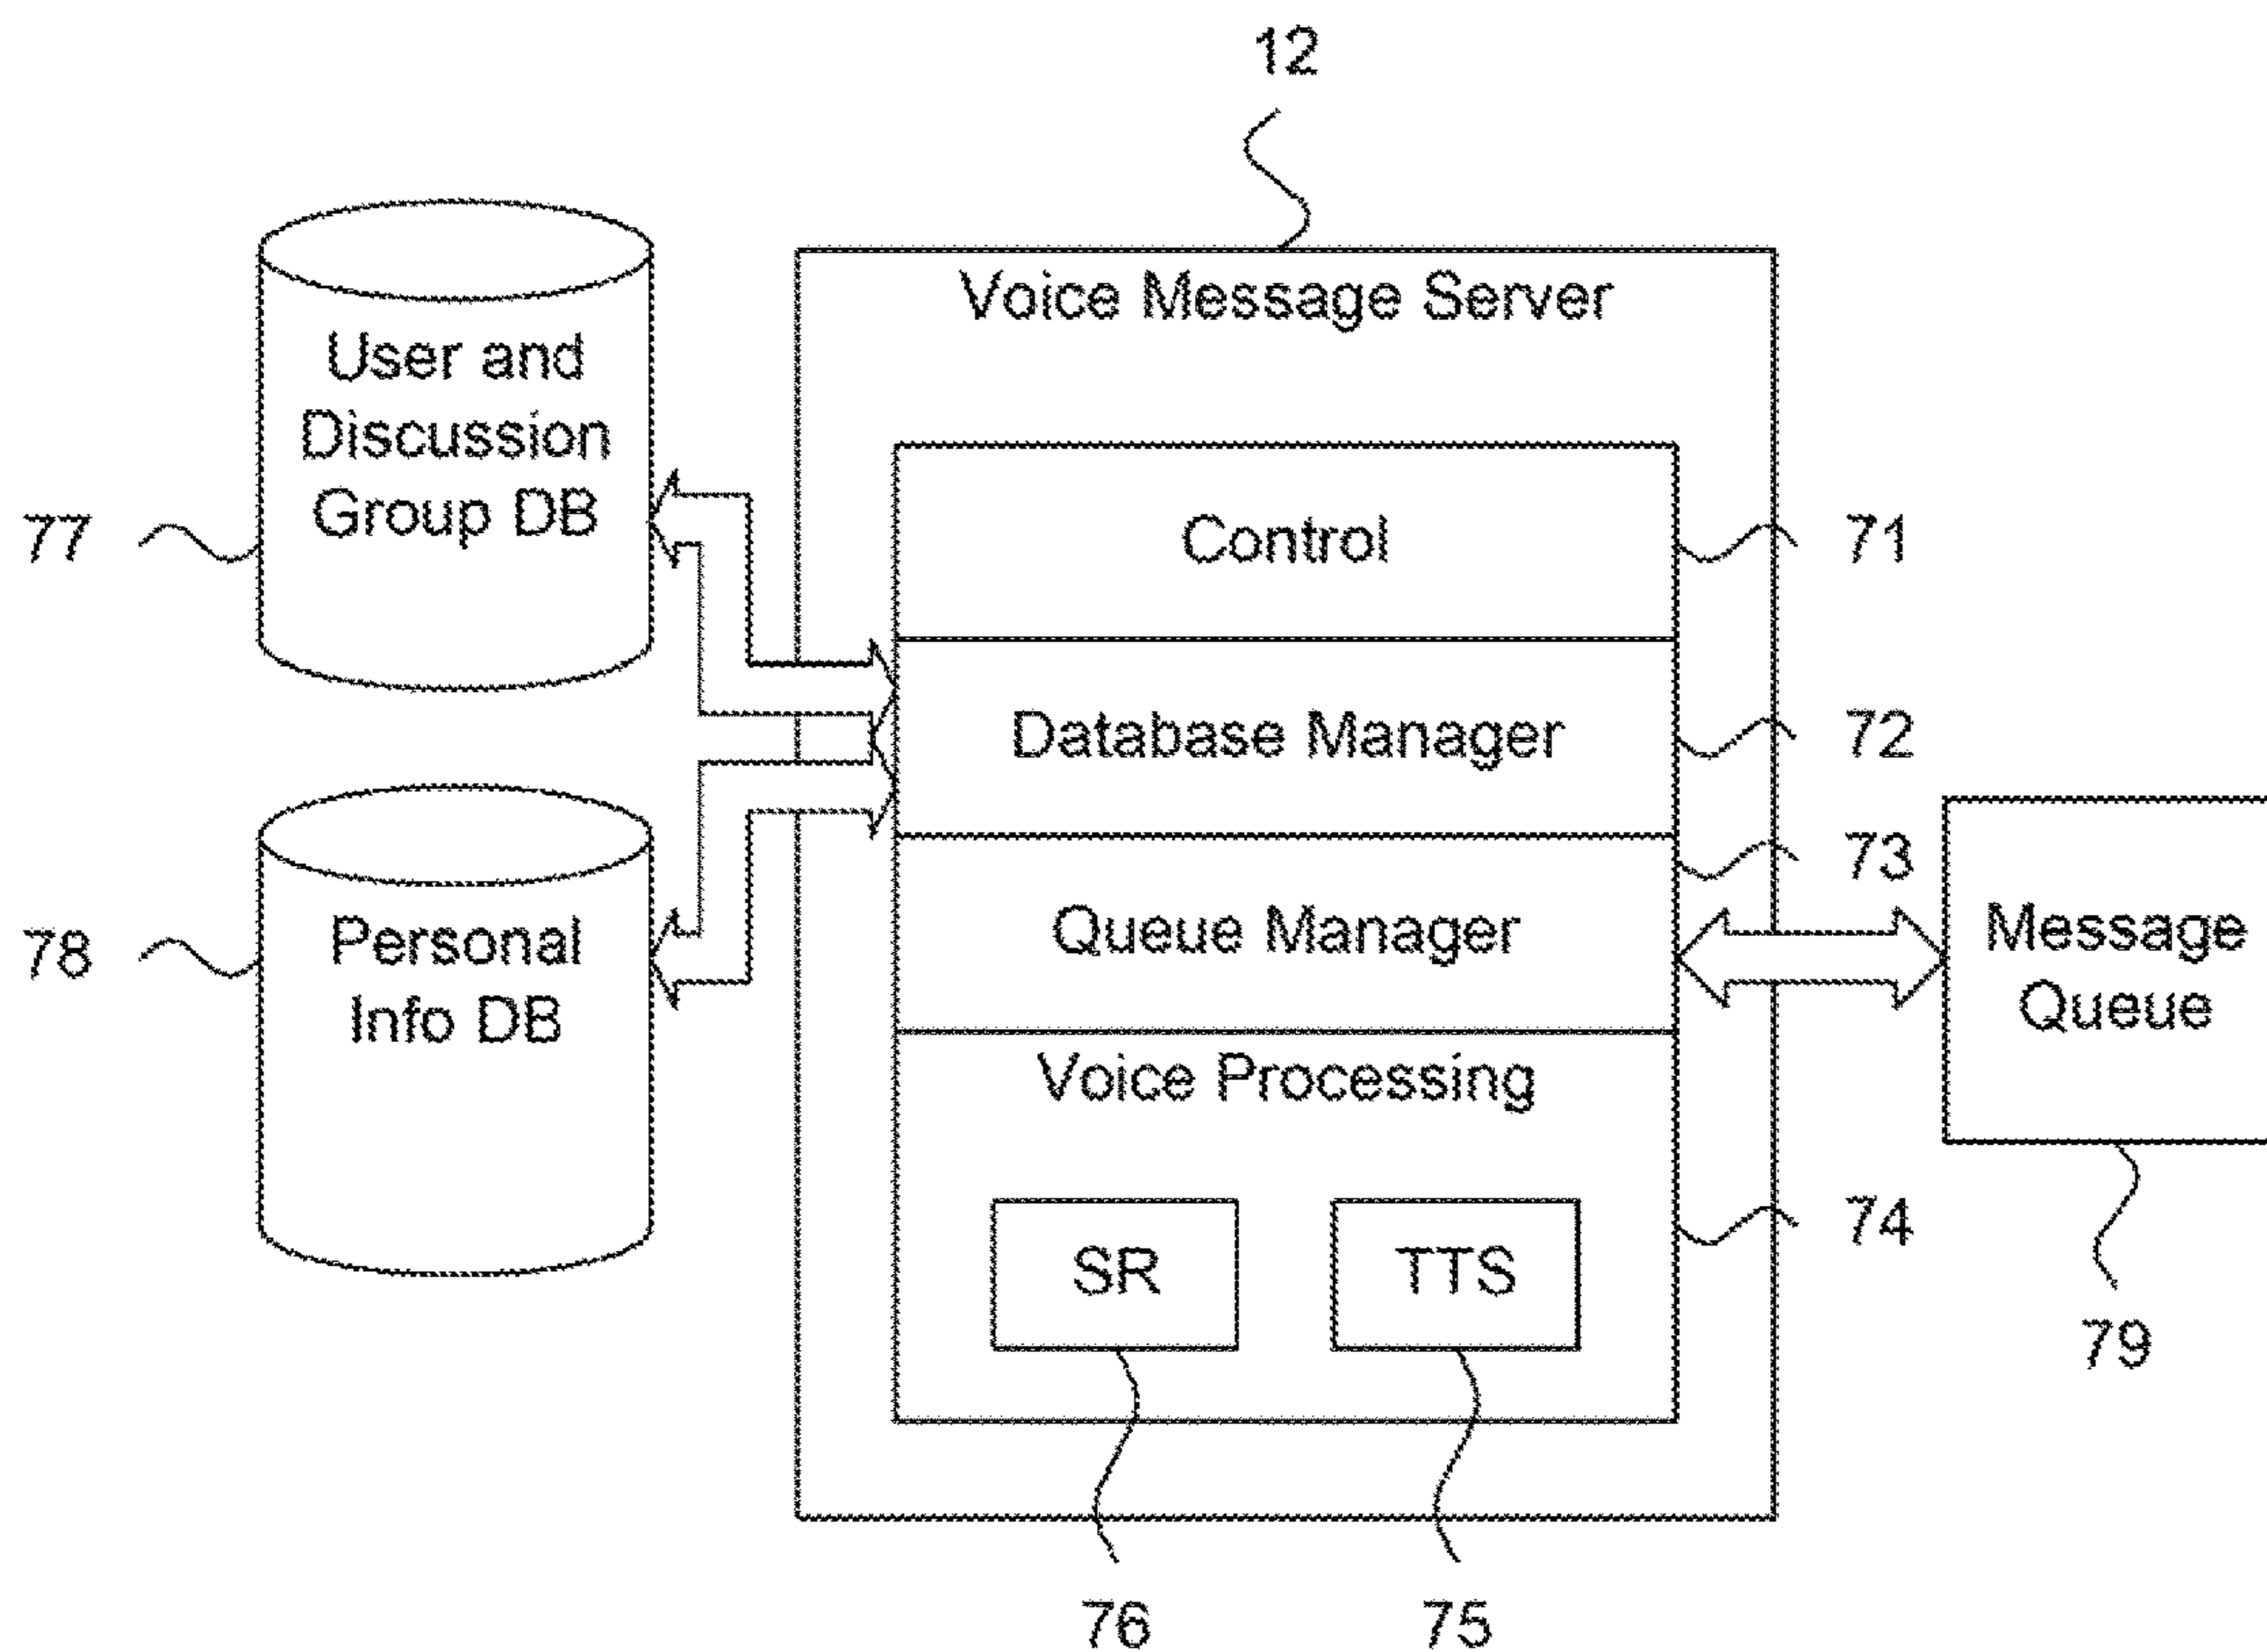 12
Voice Message Server
User and
Discussion
Group DB
77
Control
71
Database Manager
72
73
Personal
Info DB
78
Queue Manager
Message
Queue
Voice Processing
74
SR
TTS
79
76
75